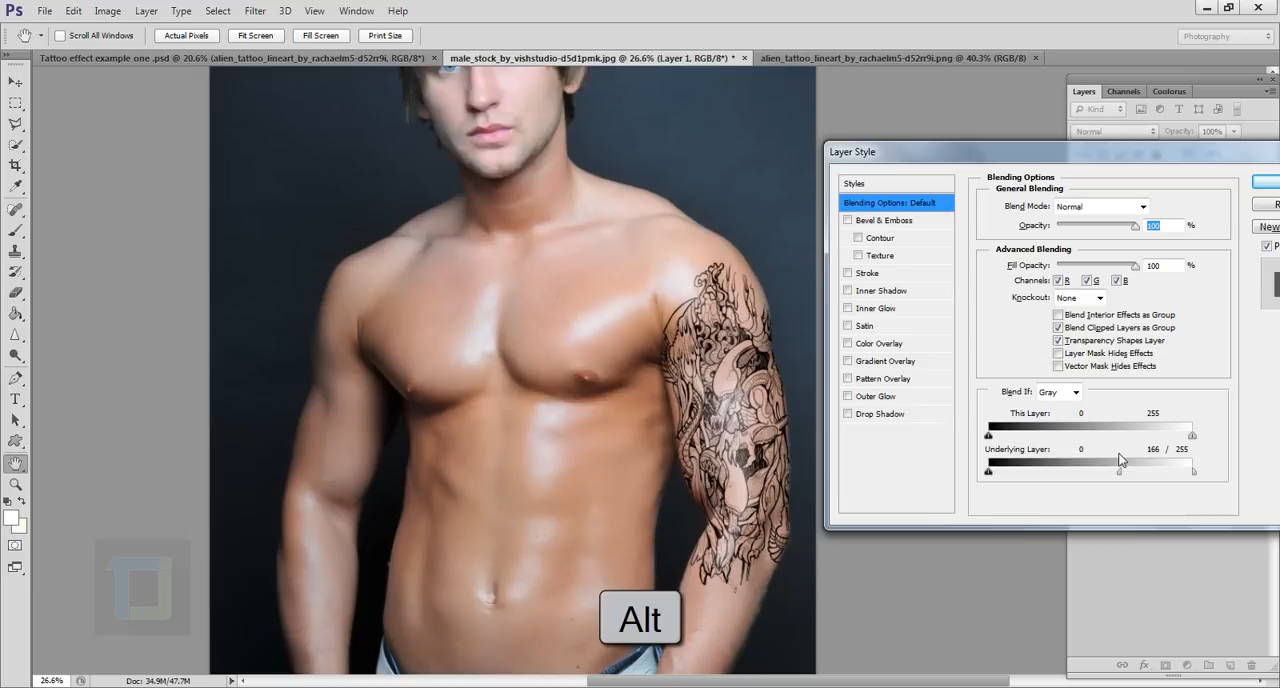 Ps File Edit Image Layer Type Select Filter 3D View Window Help
Scroll All Windows Actual Pixels Fit Screen Fill Screen Print Size Photography
Tattoo effect example one .psd @ 20.6% (alien_tattoo_lineart_by_rachaelm5-d52rr9i, RGB/8*) × male_stock_by_vishstudio-d5d1pmk.jpg @ 26.6% (Layer 1, RGB/8*) * × alien_tattoo_lineart_by_rachaelm5-d52rr9i.png @ 40.3% (RGB/8) ×
Layers Channels Coolorus
Kind
Normal Opacity: 100%
Layer Style
Styles
Blending Options: Default
Bevel & Emboss
Contour
Texture
Stroke
Inner Shadow
Inner Glow
Satin
Color Overlay
Gradient Overlay
Pattern Overlay
Outer Glow
Drop Shadow
Blending Options
General Blending
Blend Mode: Normal
Opacity: 100 %
Advanced Blending
Fill Opacity: 100 %
Channels: R G B
Knockout: None
Blend Interior Effects as Group
Blend Clipped Layers as Group
Transparency Shapes Layer
Layer Mask Hides Effects
Vector Mask Hides Effects
Blend If: Gray
This Layer: 0 255
Underlying Layer: 0 166 / 255
R
New
P
Alt
26.6% Doc: 34.9M/47.7M
fx